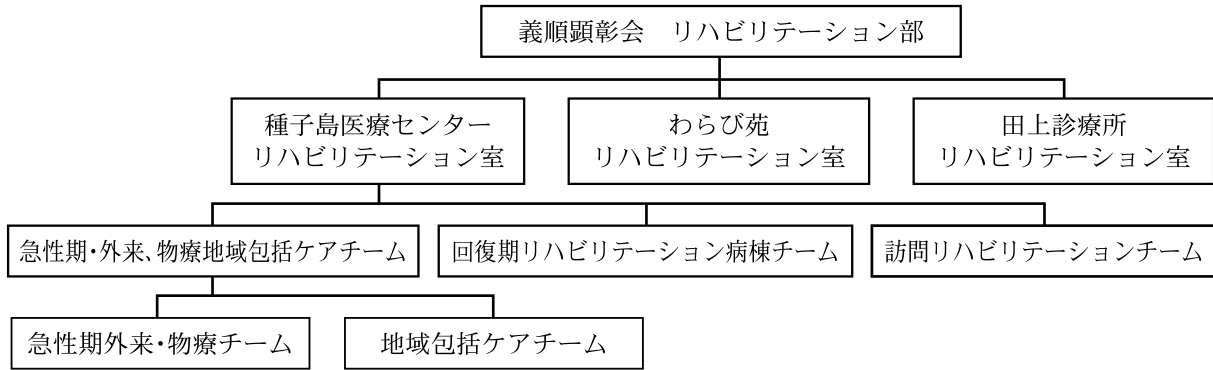 義順顕彰会　リハビリテーション部
種子島医療センター
リハビリテーション室
わらび苑
リハビリテーション室
田上診療所
リハビリテーション室
急性期・外来、物療地域包括ケアチーム
回復期リハビリテーション病棟チーム
訪問リハビリテーションチーム
急性期外来・物療チーム
地域包括ケアチーム